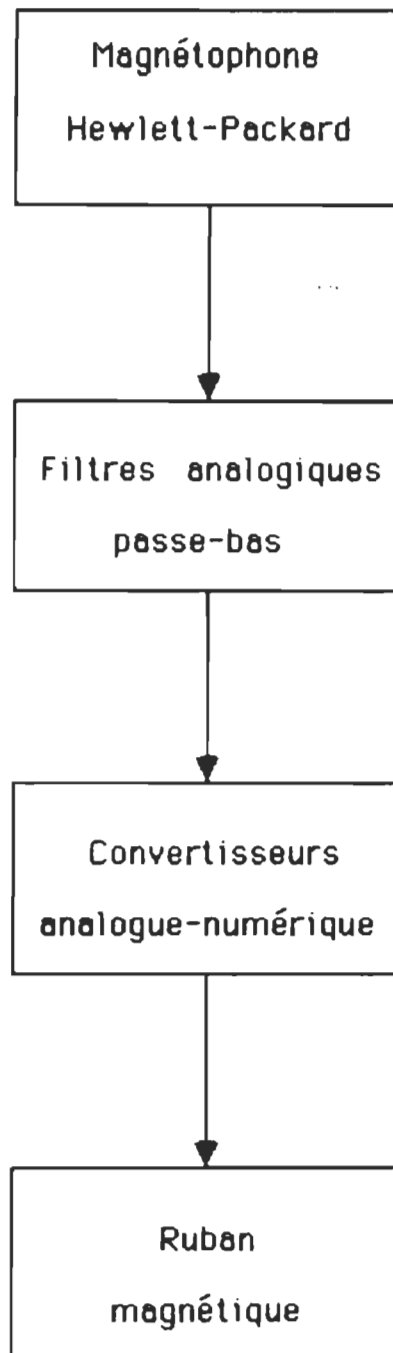 Magnétophone
Hewlett-Packard
Filtres analogiques
passe-bas
Convertisseurs
analogue-numérique
Ruban
magnétique